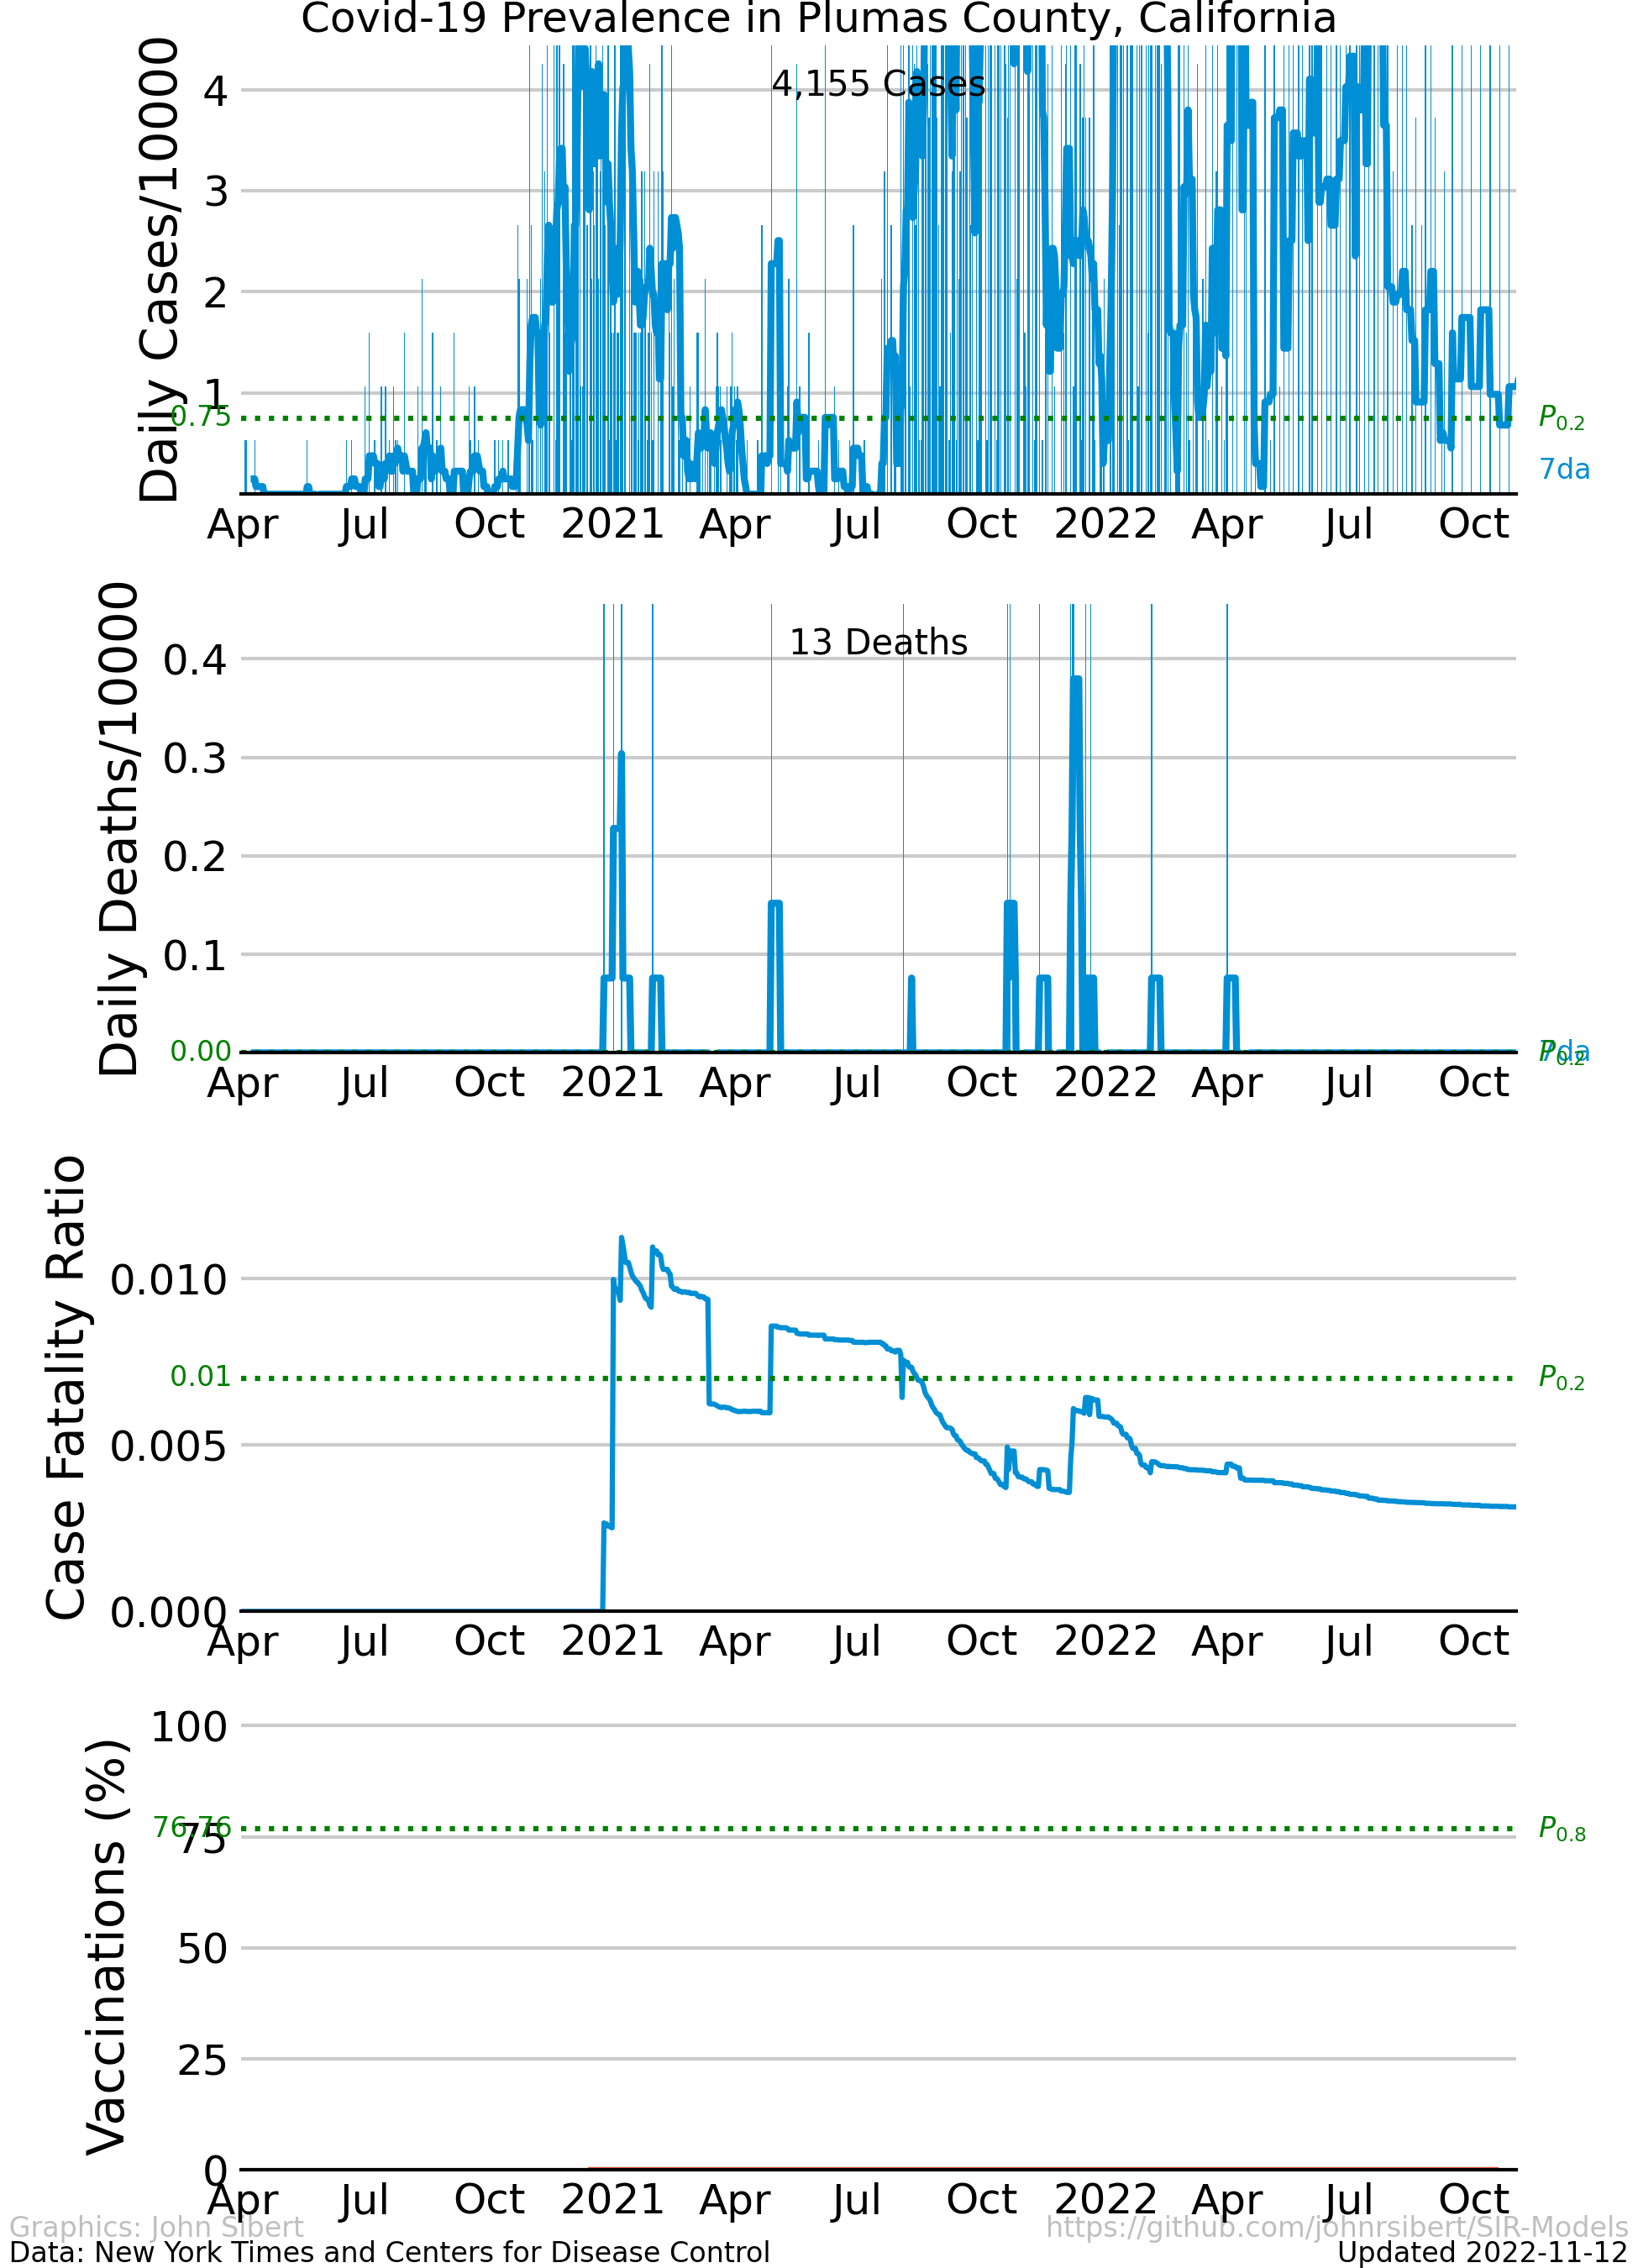 Covid-19 Prevalence in Plumas County, California
Daily Cases/10000
4,155 Cases
4
3
2
1
0.75
P0.2
7da
Apr Jul Oct 2021 Apr Jul Oct 2022 Apr Jul Oct
Daily Deaths/10000
13 Deaths
0.4
0.3
0.2
0.1
0.00
P0.2
7da
Apr Jul Oct 2021 Apr Jul Oct 2022 Apr Jul Oct
Case Fatality Ratio
0.010
0.01
P0.2
0.005
0.000
Apr Jul Oct 2021 Apr Jul Oct 2022 Apr Jul Oct
Vaccinations (%)
100
76.76
P0.8
75
50
25
0
Apr Jul Oct 2021 Apr Jul Oct 2022 Apr Jul Oct
Graphics: John Sibert
https://github.com/johnrsibert/SIR-Models
Data: New York Times and Centers for Disease Control
Updated 2022-11-12